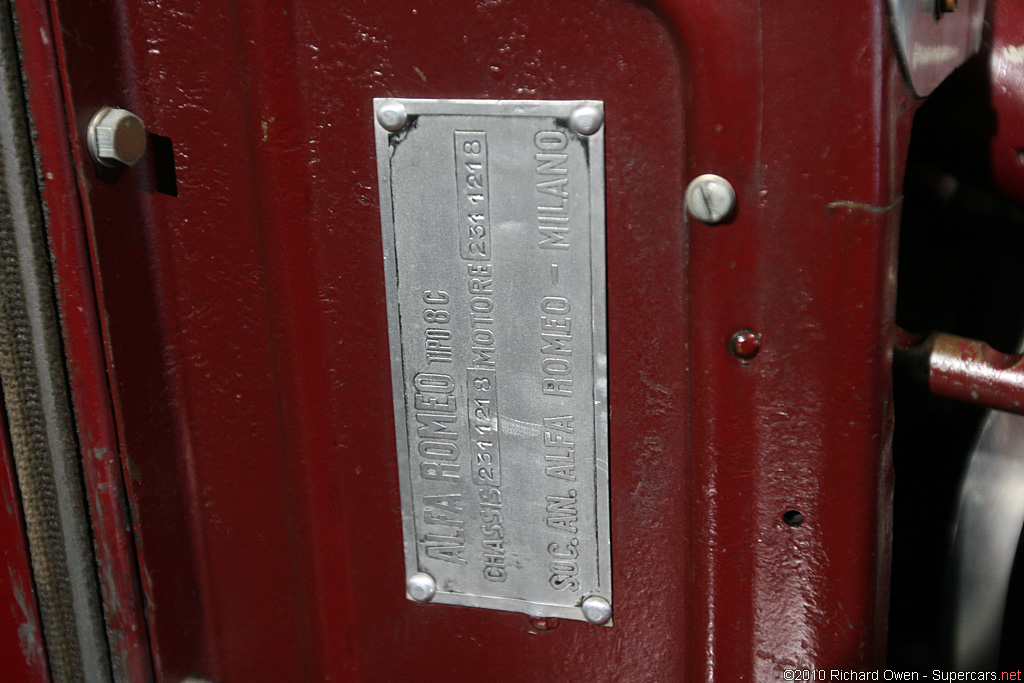 ALFA ROMEO TIPO 8C
CHASSIS 2311218 MOTORE 2311218
SOC. AN. ALFA ROMEO - MILANO
©2010 Richard Owen - Supercars.net